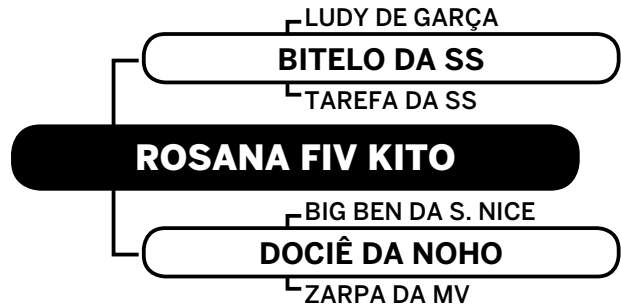 LUDY DE GARÇA
BITELO DA SS
TAREFA DA SS
ROSANA FIV KITO
BIG BEN DA S. NICE
DOCIÊ DA NOHO
ZARPA DA MV